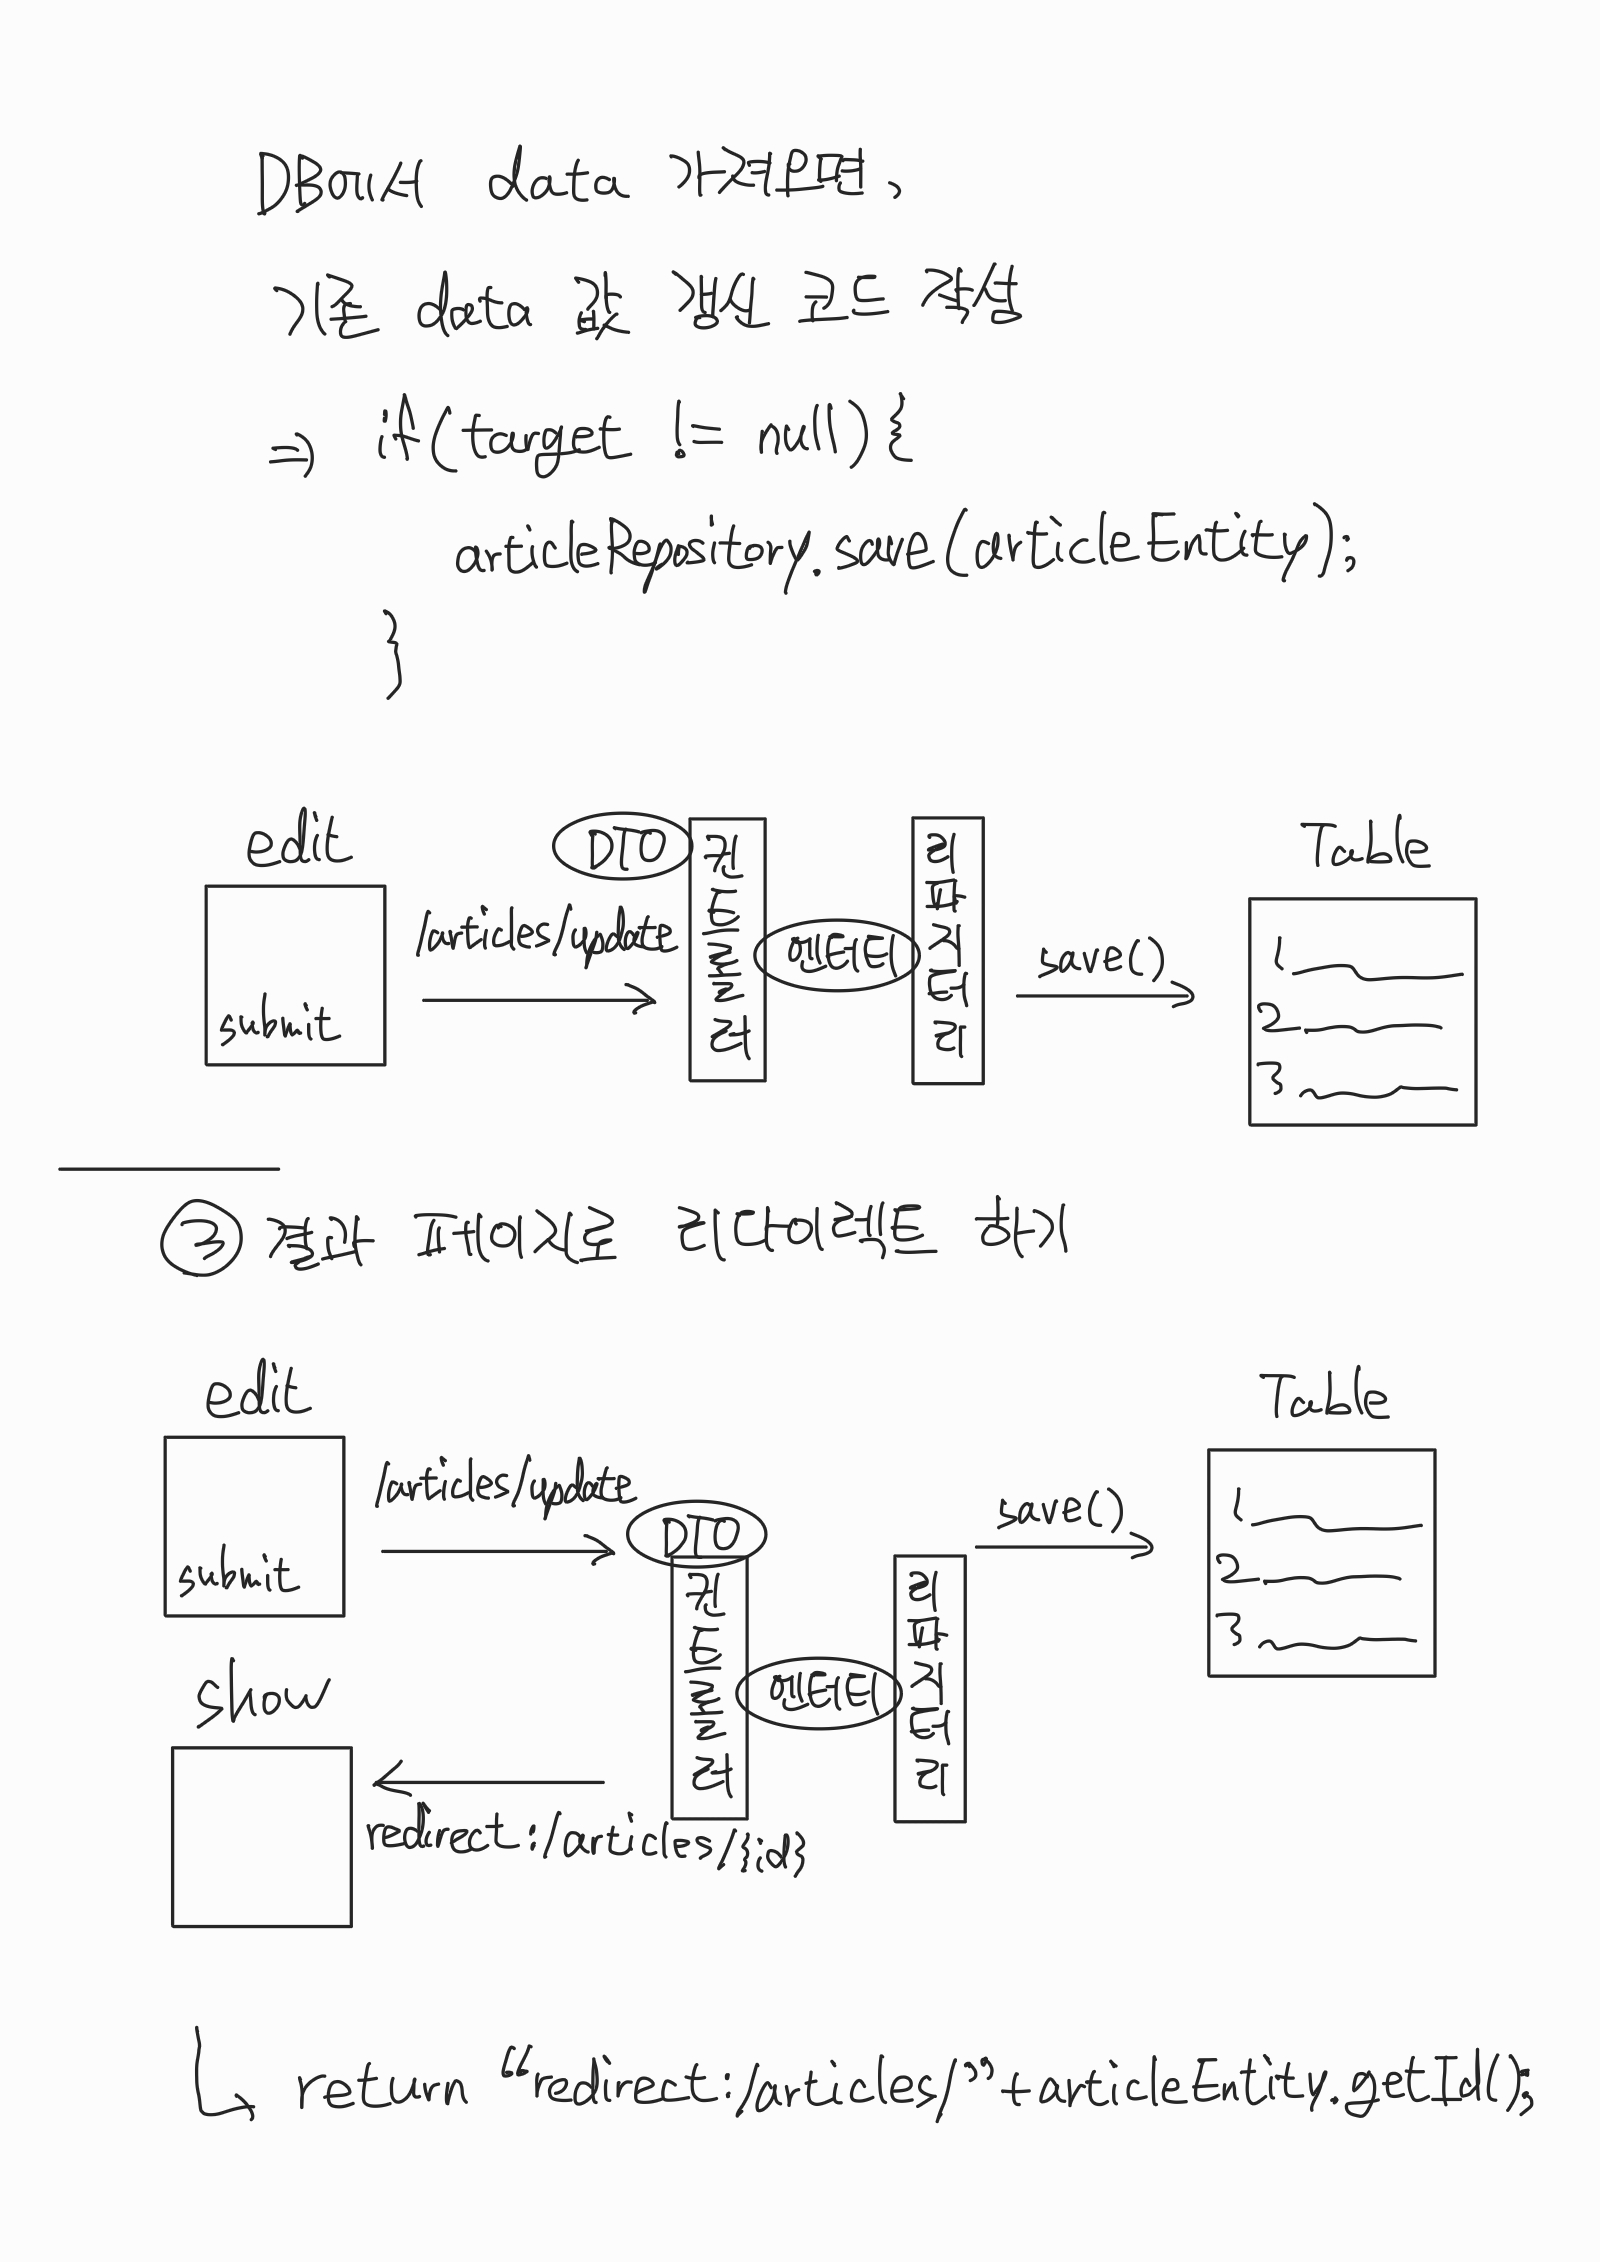 DB에서 data 가져오면,
기존 data 값 갱신 코드 작성
⇒ if(target != null){
articleRepository.save(articleEntity);
}
edit
DTO
Table
/articles/update
컨트롤러
엔터티
리파지터리
save()
submit
1
2
3
③ 결과 페이지로 리다이렉트 하기
edit
Table
/articles/update
DTO
save()
submit
컨트롤러
엔터티
리파지터리
1
2
3
show
redirect:/articles/{id}
return “redirect:/articles/”+articleEntity.getId();